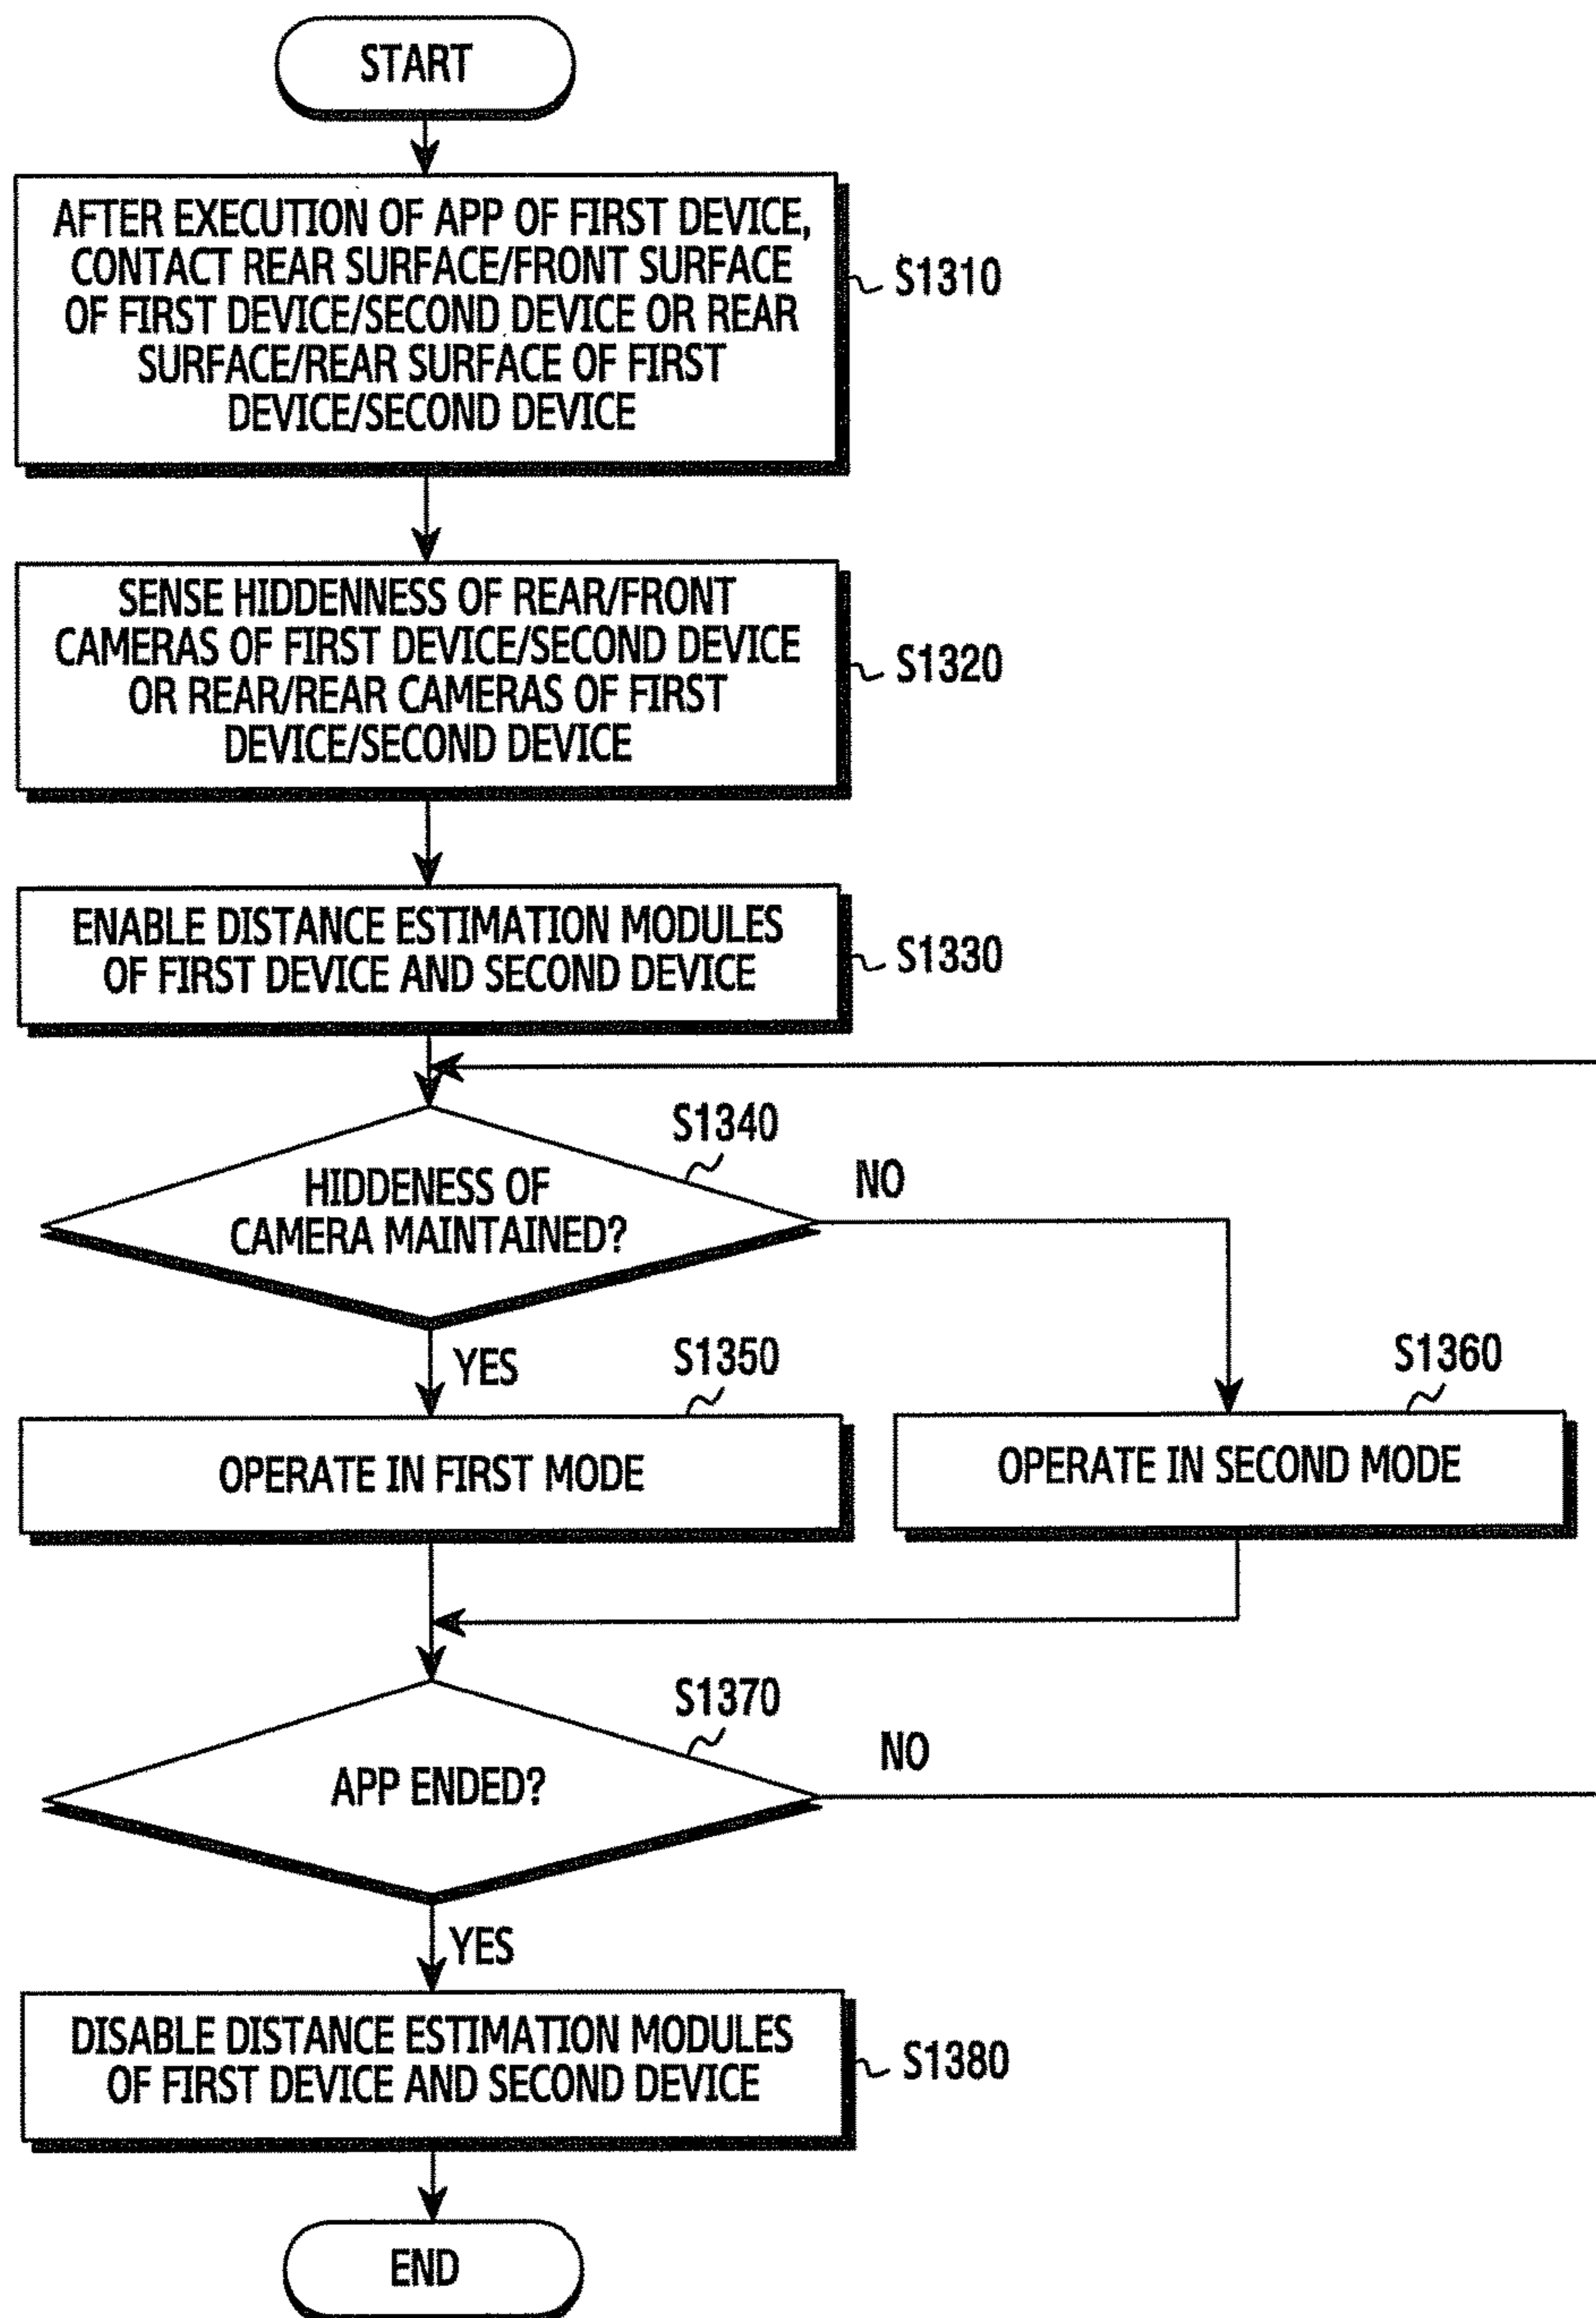 START
AFTER EXECUTION OF APP OF FIRST DEVICE,
CONTACT REAR SURFACE/FRONT SURFACE
OF FIRST DEVICE/SECOND DEVICE OR REAR
SURFACE/REAR SURFACE OF FIRST
DEVICE/SECOND DEVICE
S1310
SENSE HIDDENNESS OF REAR/FRONT
CAMERAS OF FIRST DEVICE/SECOND DEVICE
OR REAR/REAR CAMERAS OF FIRST
DEVICE/SECOND DEVICE
S1320
ENABLE DISTANCE ESTIMATION MODULES
OF FIRST DEVICE AND SECOND DEVICE
S1330
S1340
HIDDENESS OF
CAMERA MAINTAINED?
NO
YES
S1350
OPERATE IN FIRST MODE
S1360
OPERATE IN SECOND MODE
S1370
APP ENDED?
NO
YES
DISABLE DISTANCE ESTIMATION MODULES
OF FIRST DEVICE AND SECOND DEVICE
S1380
END